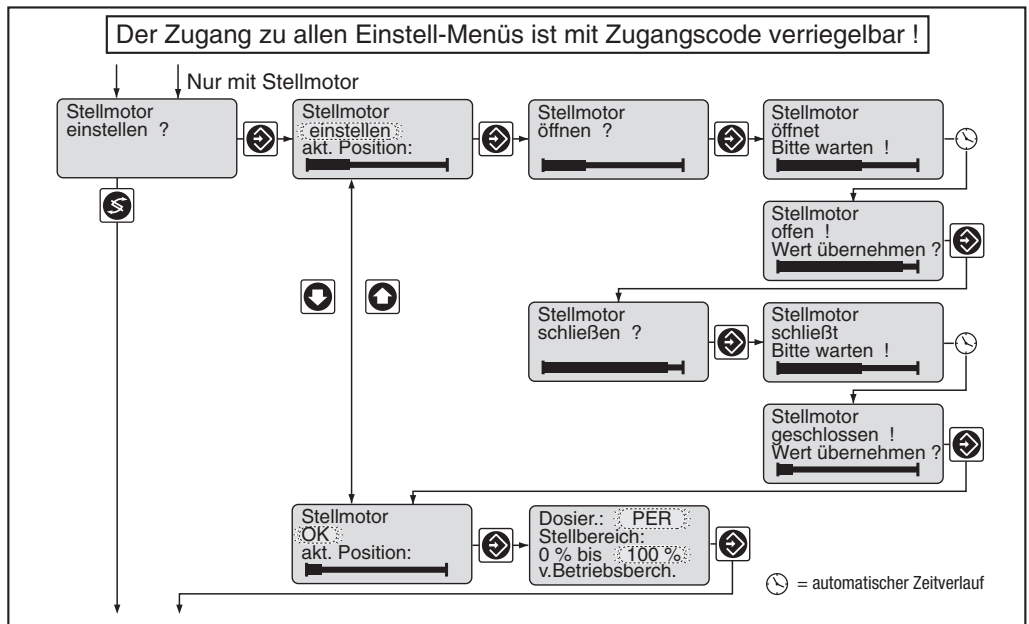 Der Zugang zu allen Einstell-Menüs ist mit Zugangscode verriegelbar !
Nur mit Stellmotor
Stellmotor
einstellen ?
Stellmotor
einstellen
akt. Position:
Stellmotor
öffnen ?
Stellmotor
öffnet
Bitte warten !
Stellmotor
offen !
Wert übernehmen ?
Stellmotor
schließen ?
Stellmotor
schließt
Bitte warten !
Stellmotor
geschlossen !
Wert übernehmen ?
Stellmotor
OK
akt. Position:
Dosier.: PER
Stellbereich:
0 % bis 100 %
v.Betriebsberch.
= automatischer Zeitverlauf